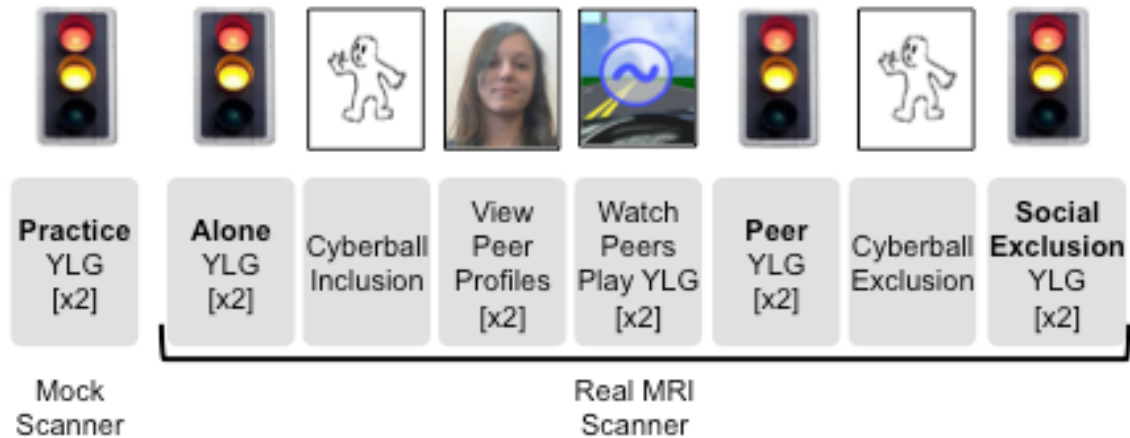 Practice
YLG
[x2]
Alone
YLG
[x2]
Cyberball
Inclusion
View
Peer
Profiles
[x2]
Watch
Peers
Play YLG
[x2]
Peer
YLG
[x2]
Cyberball
Exclusion
Social
Exclusion
YLG
[x2]
Mock
Scanner
Real MRI
Scanner